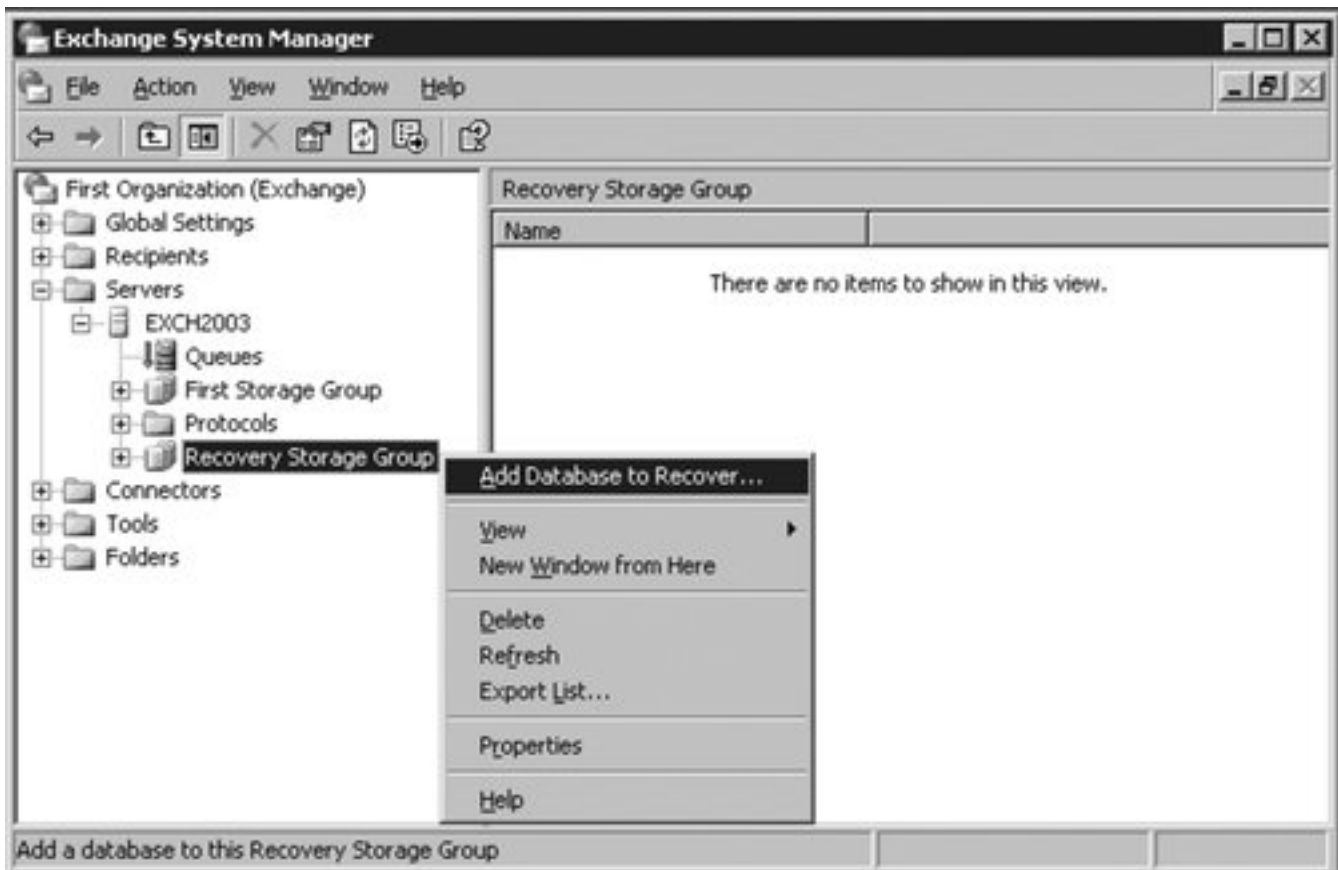 Exchange System Manager
File Action View Window Help
First Organization (Exchange)
Global Settings
Recipients
Servers
EXCH2003
Queues
First Storage Group
Protocols
Recovery Storage Group
Connectors
Tools
Folders
Recovery Storage Group
Name
There are no items to show in this view.
Add Database to Recover...
View
New Window from Here
Delete
Refresh
Export List...
Properties
Help
Add a database to this Recovery Storage Group